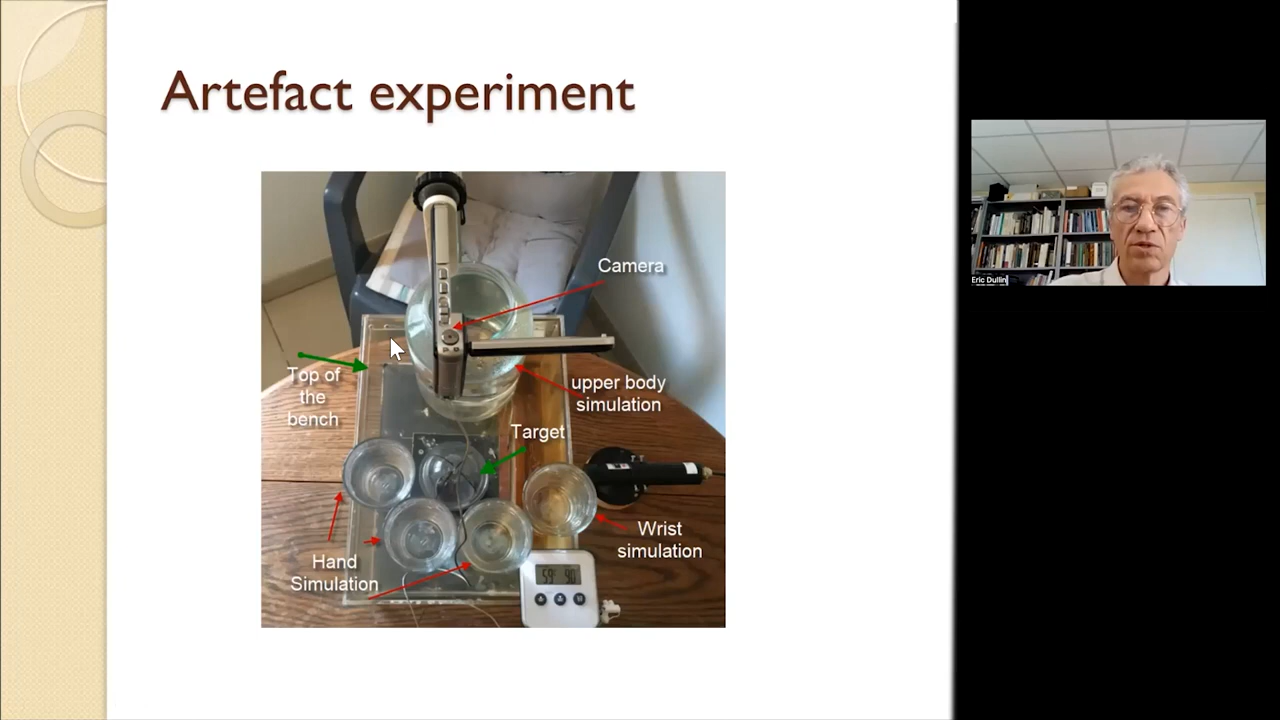 Artefact experiment
Camera
Top of
the
bench
upper body
simulation
Target
Wrist
simulation
Hand
Simulation
Eric Dullin